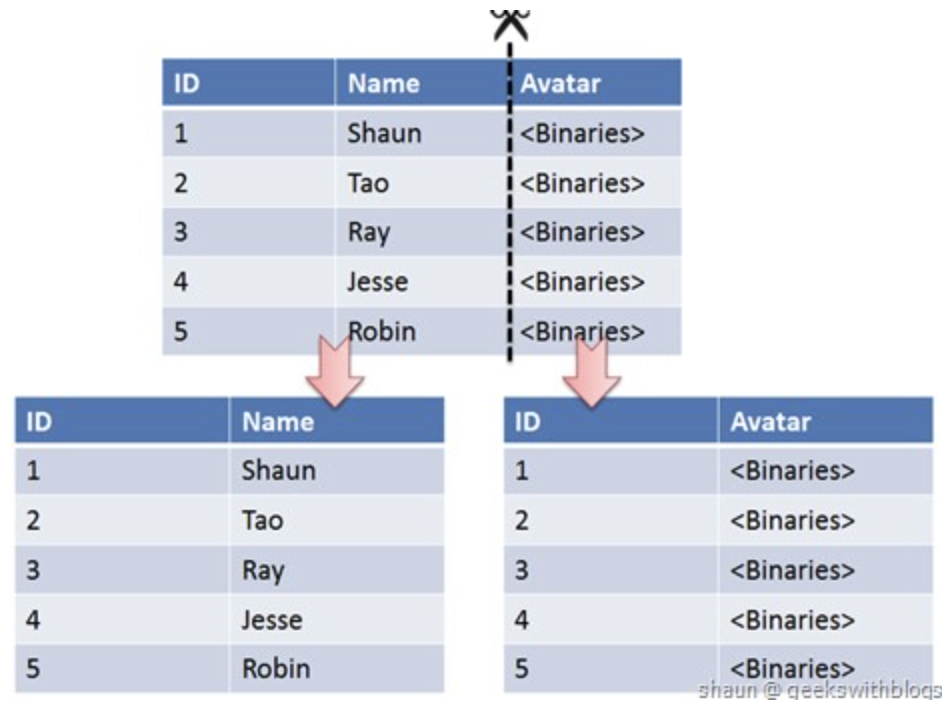 ID Name Avatar
1 Shaun <Binaries>
2 Tao <Binaries>
3 Ray <Binaries>
4 Jesse <Binaries>
5 Robin <Binaries>
ID Name
1 Shaun
2 Tao
3 Ray
4 Jesse
5 Robin
ID Avatar
1 <Binaries>
2 <Binaries>
3 <Binaries>
4 <Binaries>
5 <Binaries>
shaun @ geekswithblogs